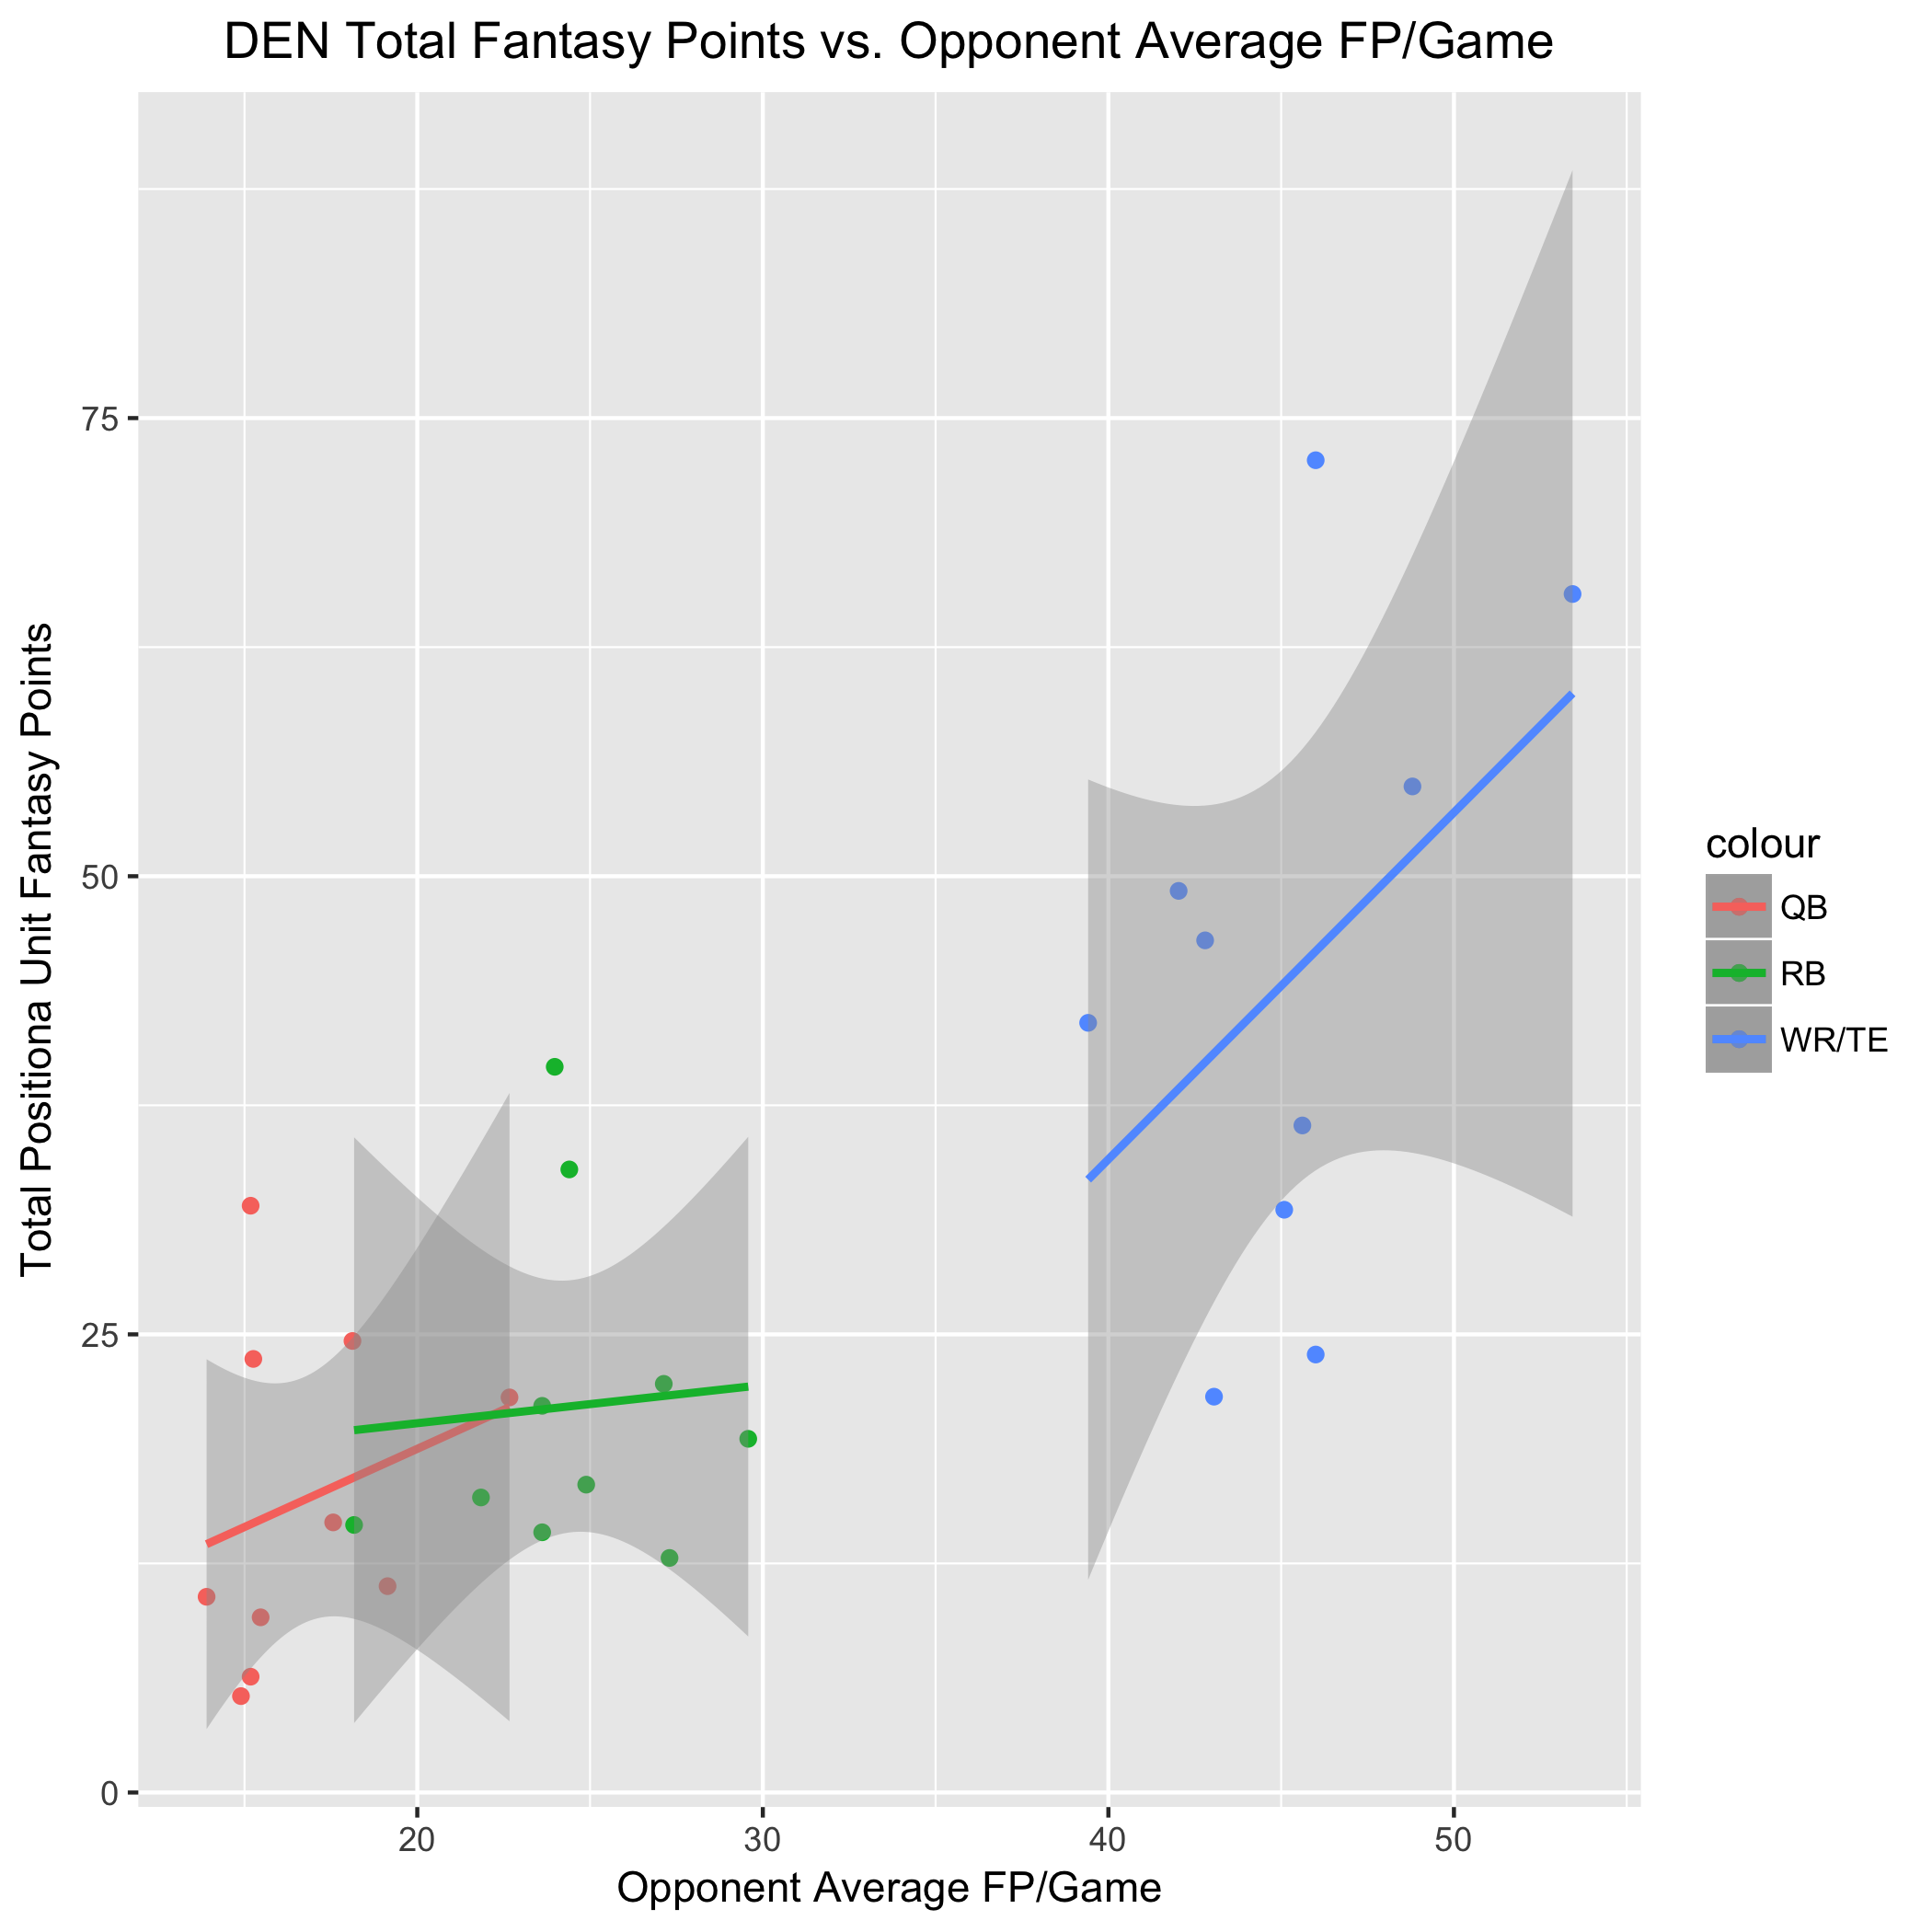 DEN Total Fantasy Points vs. Opponent Average FP/Game
Total Positiona Unit Fantasy Points
75
50
25
0
20
30
40
50
Opponent Average FP/Game
colour
QB
RB
WR/TE